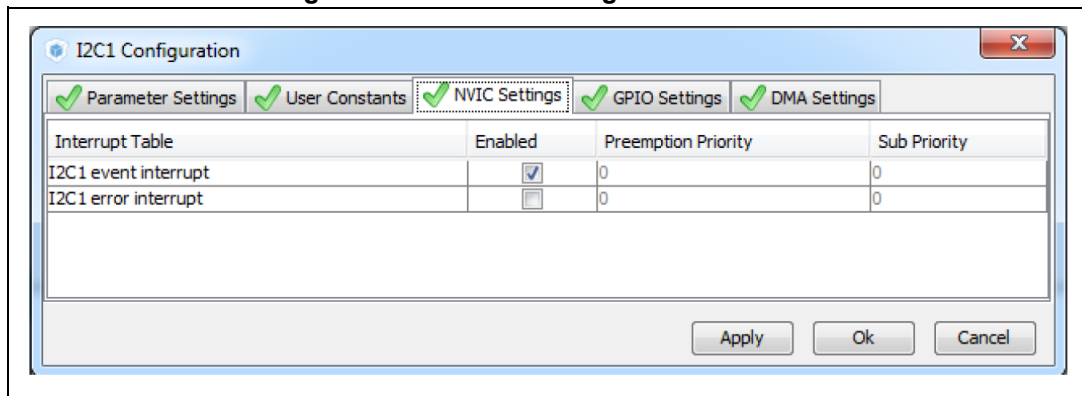 I2C1 Configuration
Parameter Settings User Constants NVIC Settings GPIO Settings DMA Settings
Interrupt Table Enabled Preemption Priority Sub Priority
I2C1 event interrupt 0 0
I2C1 error interrupt 0 0
Apply Ok Cancel